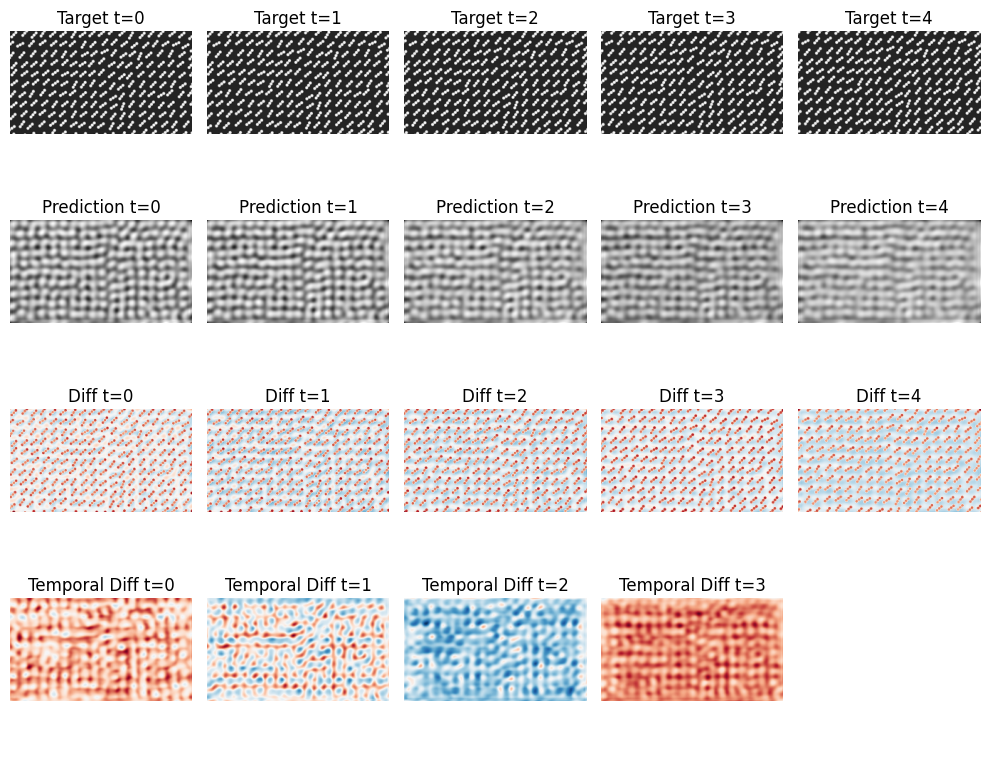 Target t=0 Target t=1 Target t=2 Target t=3 Target t=4
Prediction t=0 Prediction t=1 Prediction t=2 Prediction t=3 Prediction t=4
Diff t=0 Diff t=1 Diff t=2 Diff t=3 Diff t=4
Temporal Diff t=0 Temporal Diff t=1 Temporal Diff t=2 Temporal Diff t=3